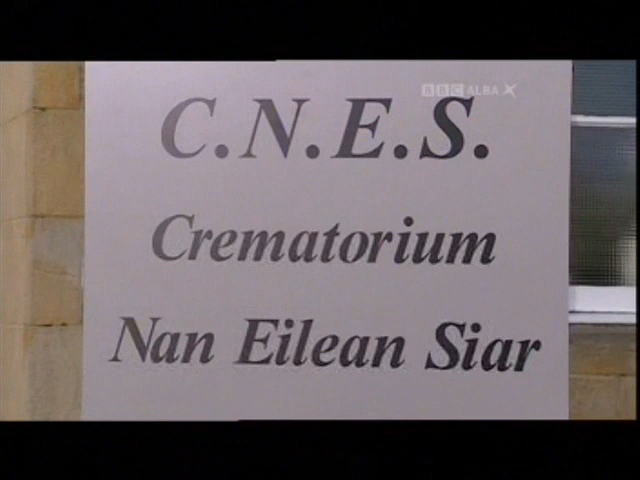 BBC ALBA
C.N.E.S.
Crematorium
Nan Eilean Siar